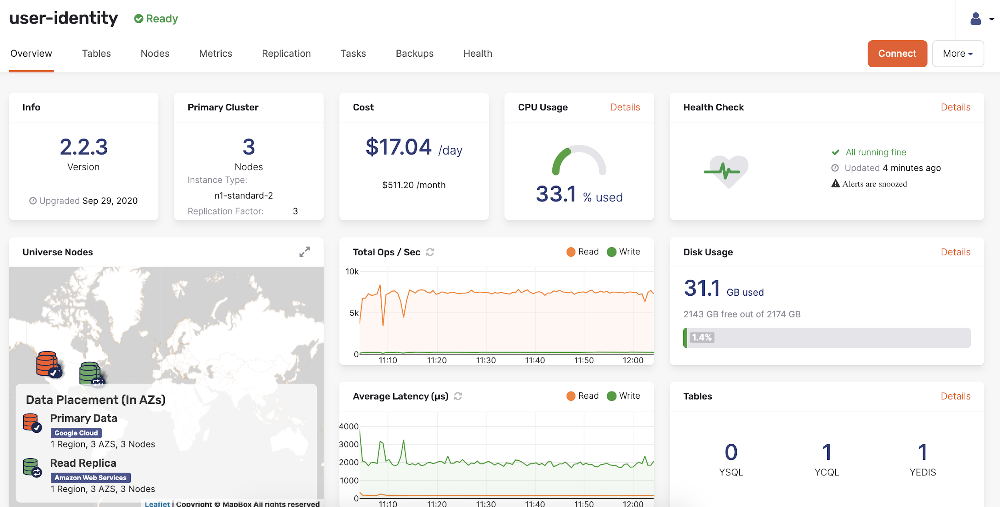 user-identity
Ready
Overview Tables Nodes Metrics Replication Tasks Backups Health Connect More
Info
2.2.3
Version
Upgraded Sep 29, 2020
Primary Cluster
3
Nodes
Instance Type:
n1-standard-2
Replication Factor: 3
Cost
$17.04 /day
$511.20 /month
CPU Usage Details
33.1 % used
Health Check Details
All running fine
Updated 4 minutes ago
Alerts are snoozed
Universe Nodes
Data Placement (In AZs)
Primary Data
Google Cloud
1 Region, 3 AZS, 3 Nodes
Read Replica
Amazon Web Services
1 Region, 3 AZS, 3 Nodes
Leaflet | Copyright © MapBox All rights reserved
Total Ops / Sec Read Write
10k
5k
0
11:10 11:20 11:30 11:40 11:50 12:00
Average Latency (µs) Read Write
4000
3000
2000
1000
0
11:10 11:20 11:30 11:40 11:50 12:00
Disk Usage Details
31.1 GB used
2143 GB free out of 2174 GB
1.4%
Tables Details
0 1 1
YSQL YCQL YEDIS